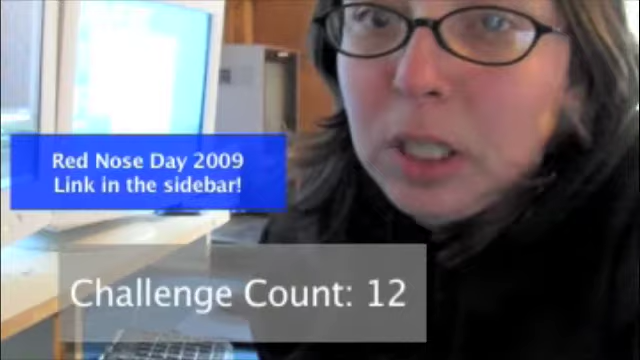 Red Nose Day 2009
Link in the sidebar!
Challenge Count: 12